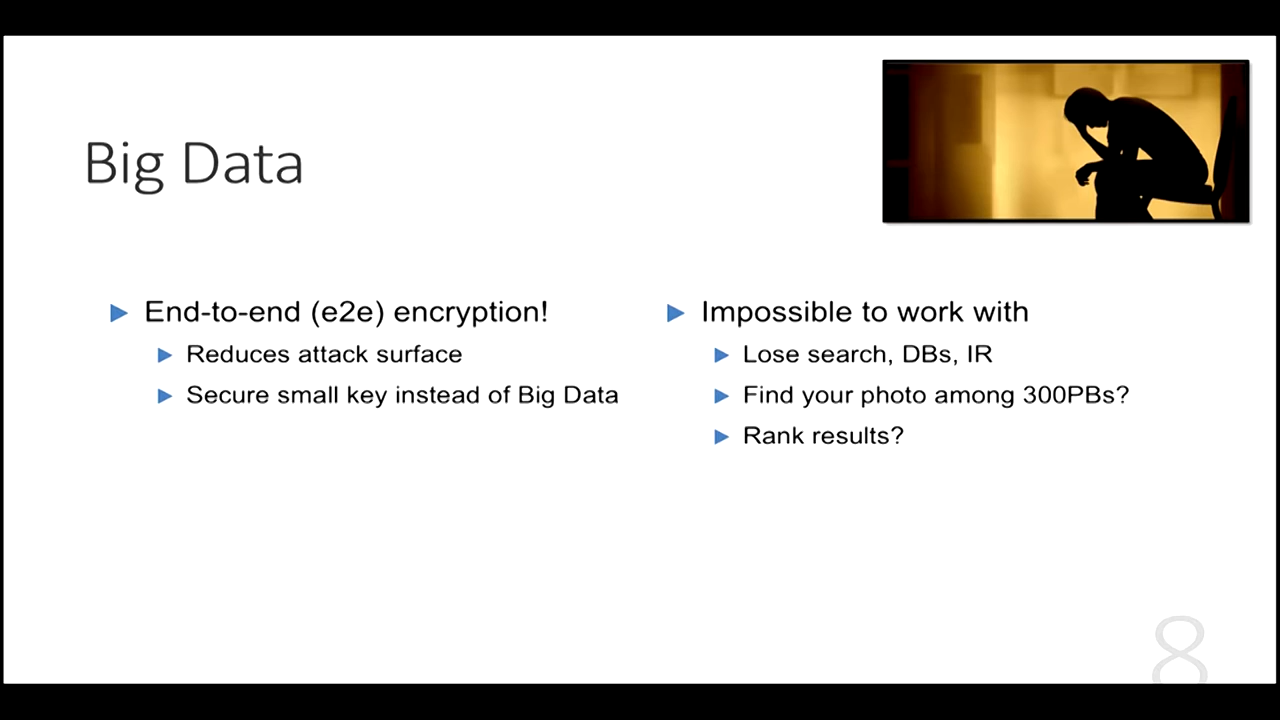 Big Data
End-to-end (e2e) encryption!
Reduces attack surface
Secure small key instead of Big Data
Impossible to work with
Lose search, DBs, IR
Find your photo among 300PBs?
Rank results?
8